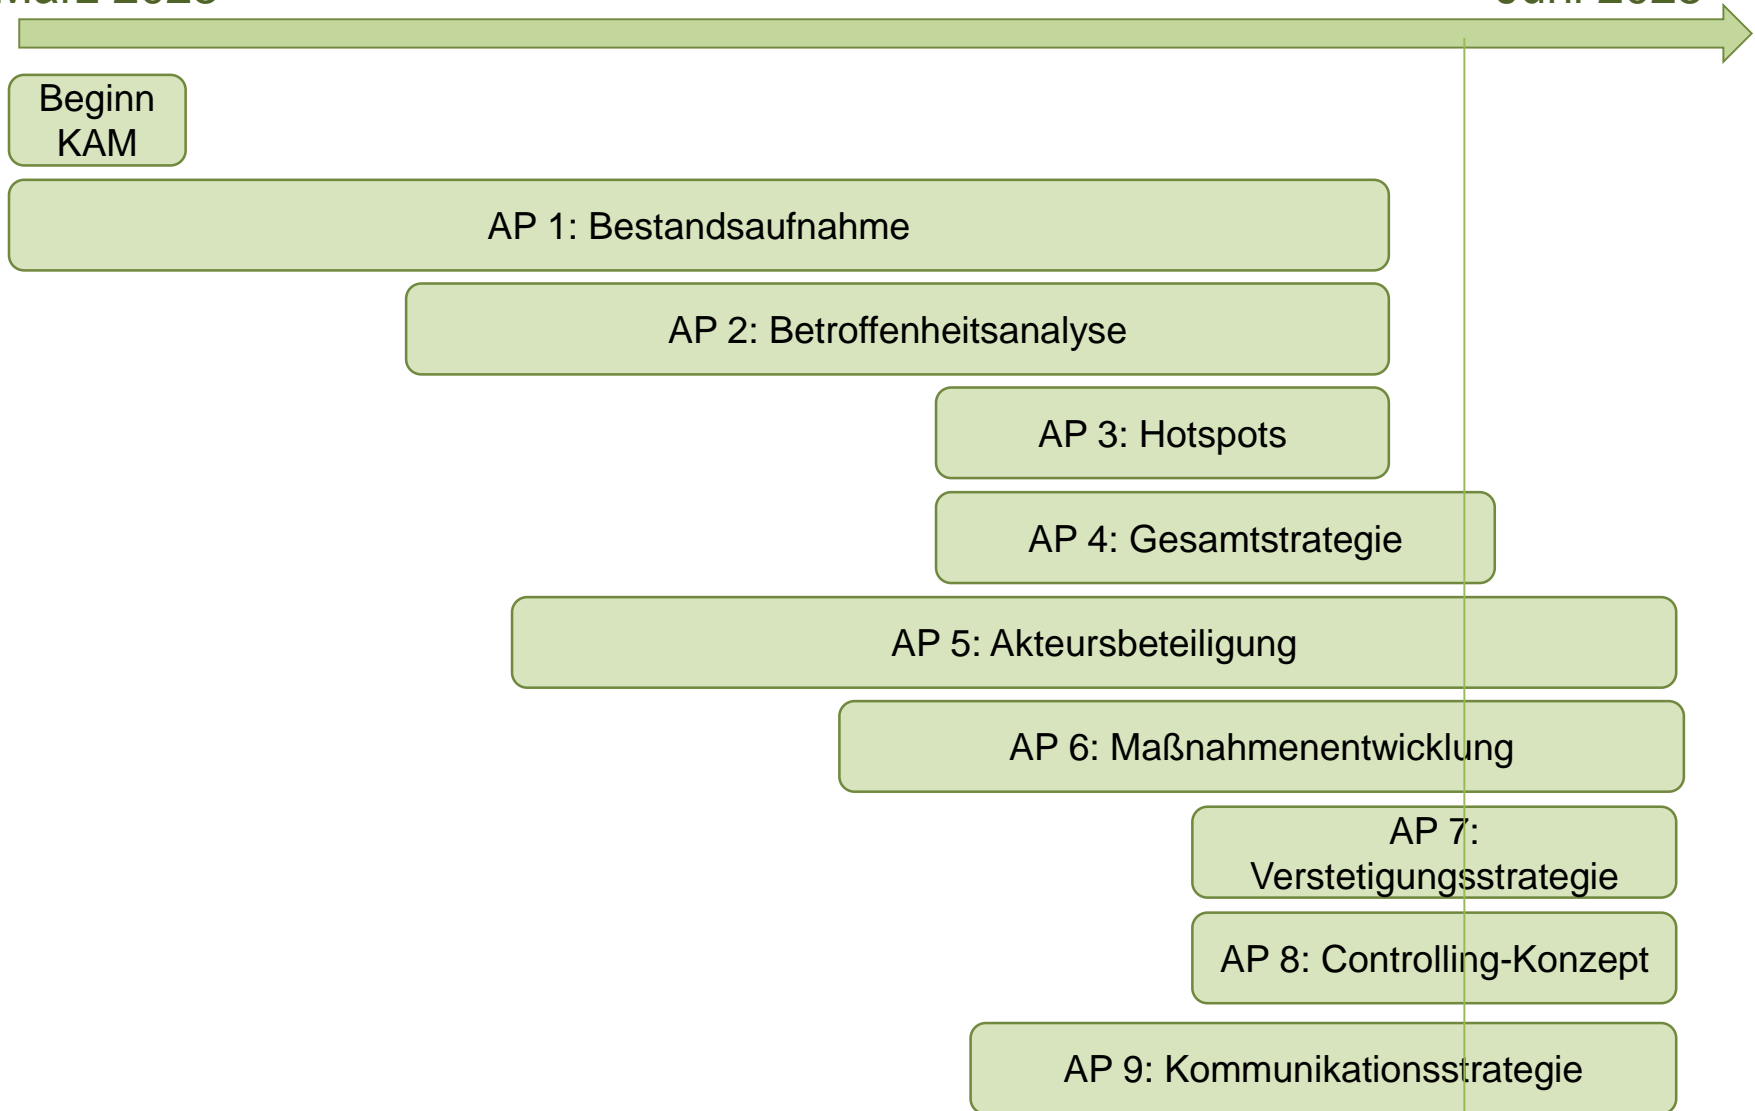 Beginn
KAM
AP 1: Bestandsaufnahme
AP 2: Betroffenheitsanalyse
AP 3: Hotspots
AP 4: Gesamtstrategie
AP 5: Akteursbeteiligung
AP 6: Maßnahmenentwicklung
AP 7:
Verstetigungsstrategie
AP 8: Controlling-Konzept
AP 9: Kommunikationsstrategie